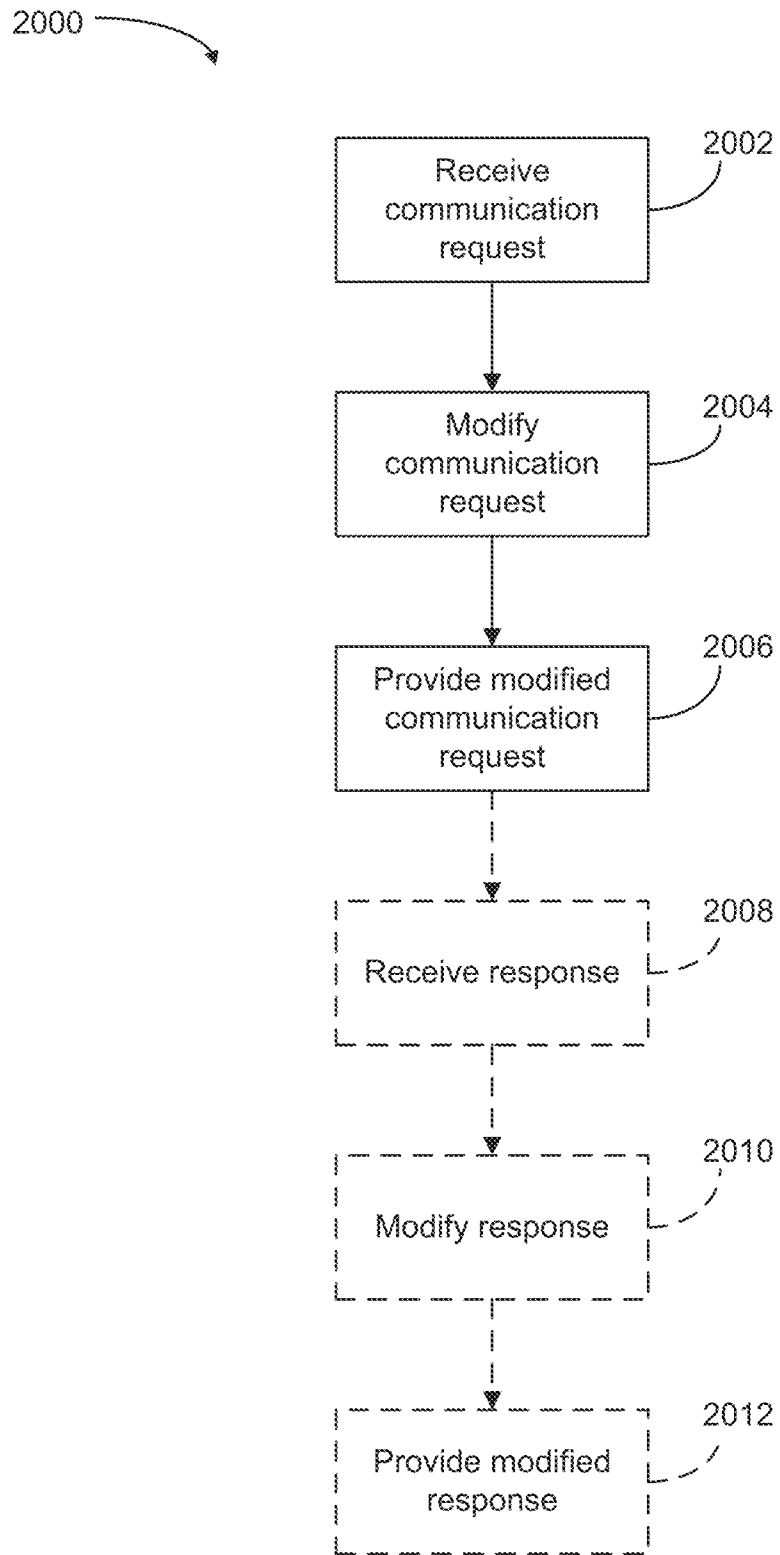 2000
2002
Receive
communication
request
2004
Modify
communication
request
2006
Provide modified
communication
request
2008
Receive response
2010
Modify response
2012
Provide modified
response